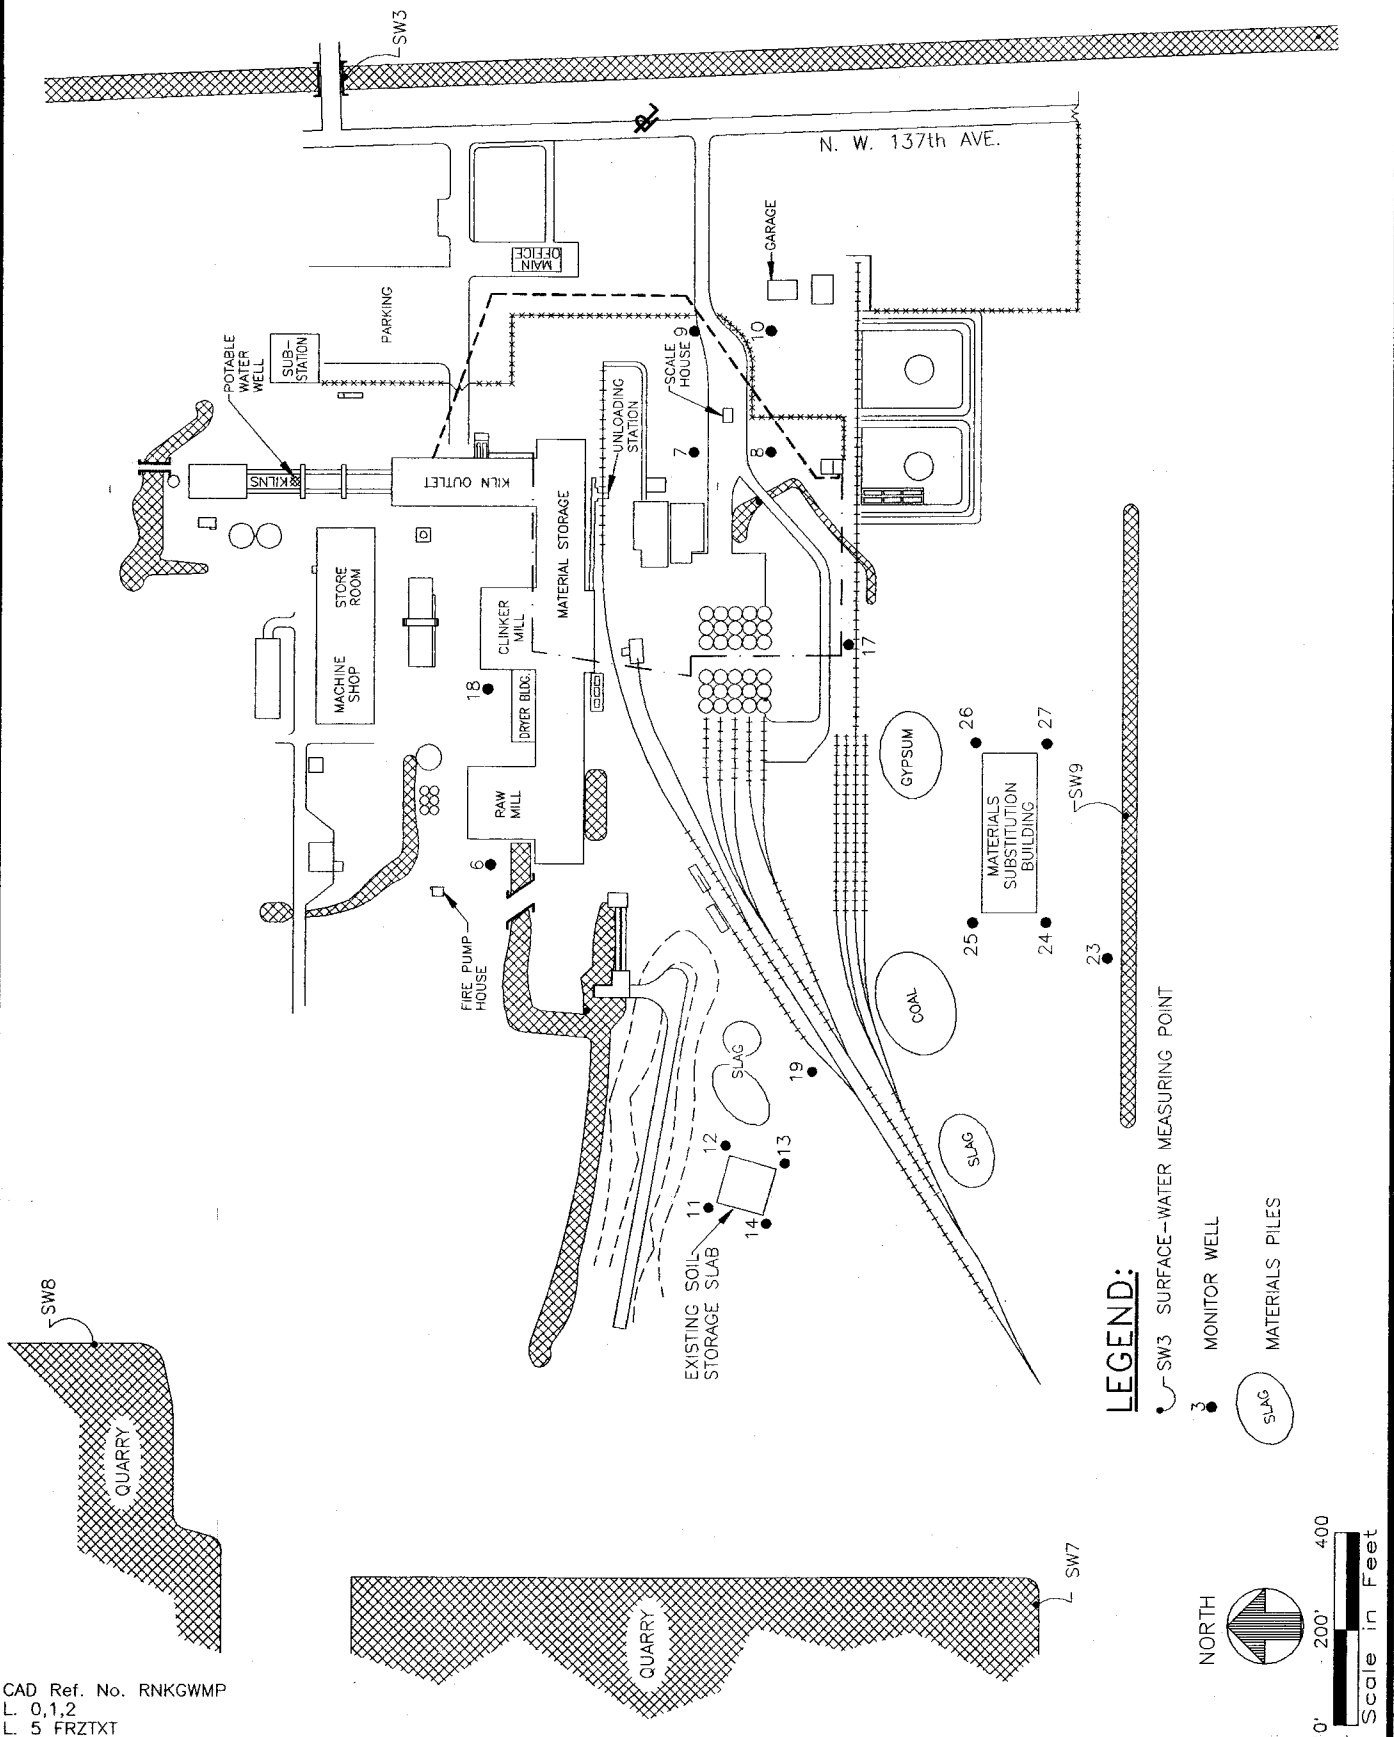 SW3
N. W. 137th AVE.
GARAGE
MAIN
OFFICE
PARKING
SUB-
STATION
POTABLE
WATER
WELL
KILNS
KILN OUTLET
9
10
SCALE
HOUSE
UNLOADING
STATION
7
8
MATERIAL STORAGE
STORE
ROOM
MACHINE
SHOP
CLINKER
MILL
DRYER BLDG.
18
17
RAW
MILL
6
FIRE PUMP
HOUSE
GYPSUM
26
27
MATERIALS
SUBSTITUTION
BUILDING
25
24
23
SW9
COAL
SLAG
19
SLAG
12
13
11
14
EXISTING SOIL
STORAGE SLAB
SW8
QUARRY
QUARRY
SW7
LEGEND:
SW3 SURFACE-WATER MEASURING POINT
3 MONITOR WELL
SLAG MATERIALS PILES
NORTH
0' 200' 400
Scale in Feet
CAD Ref. No. RNKGWMP
L. 0,1,2
L. 5 FRZTXT